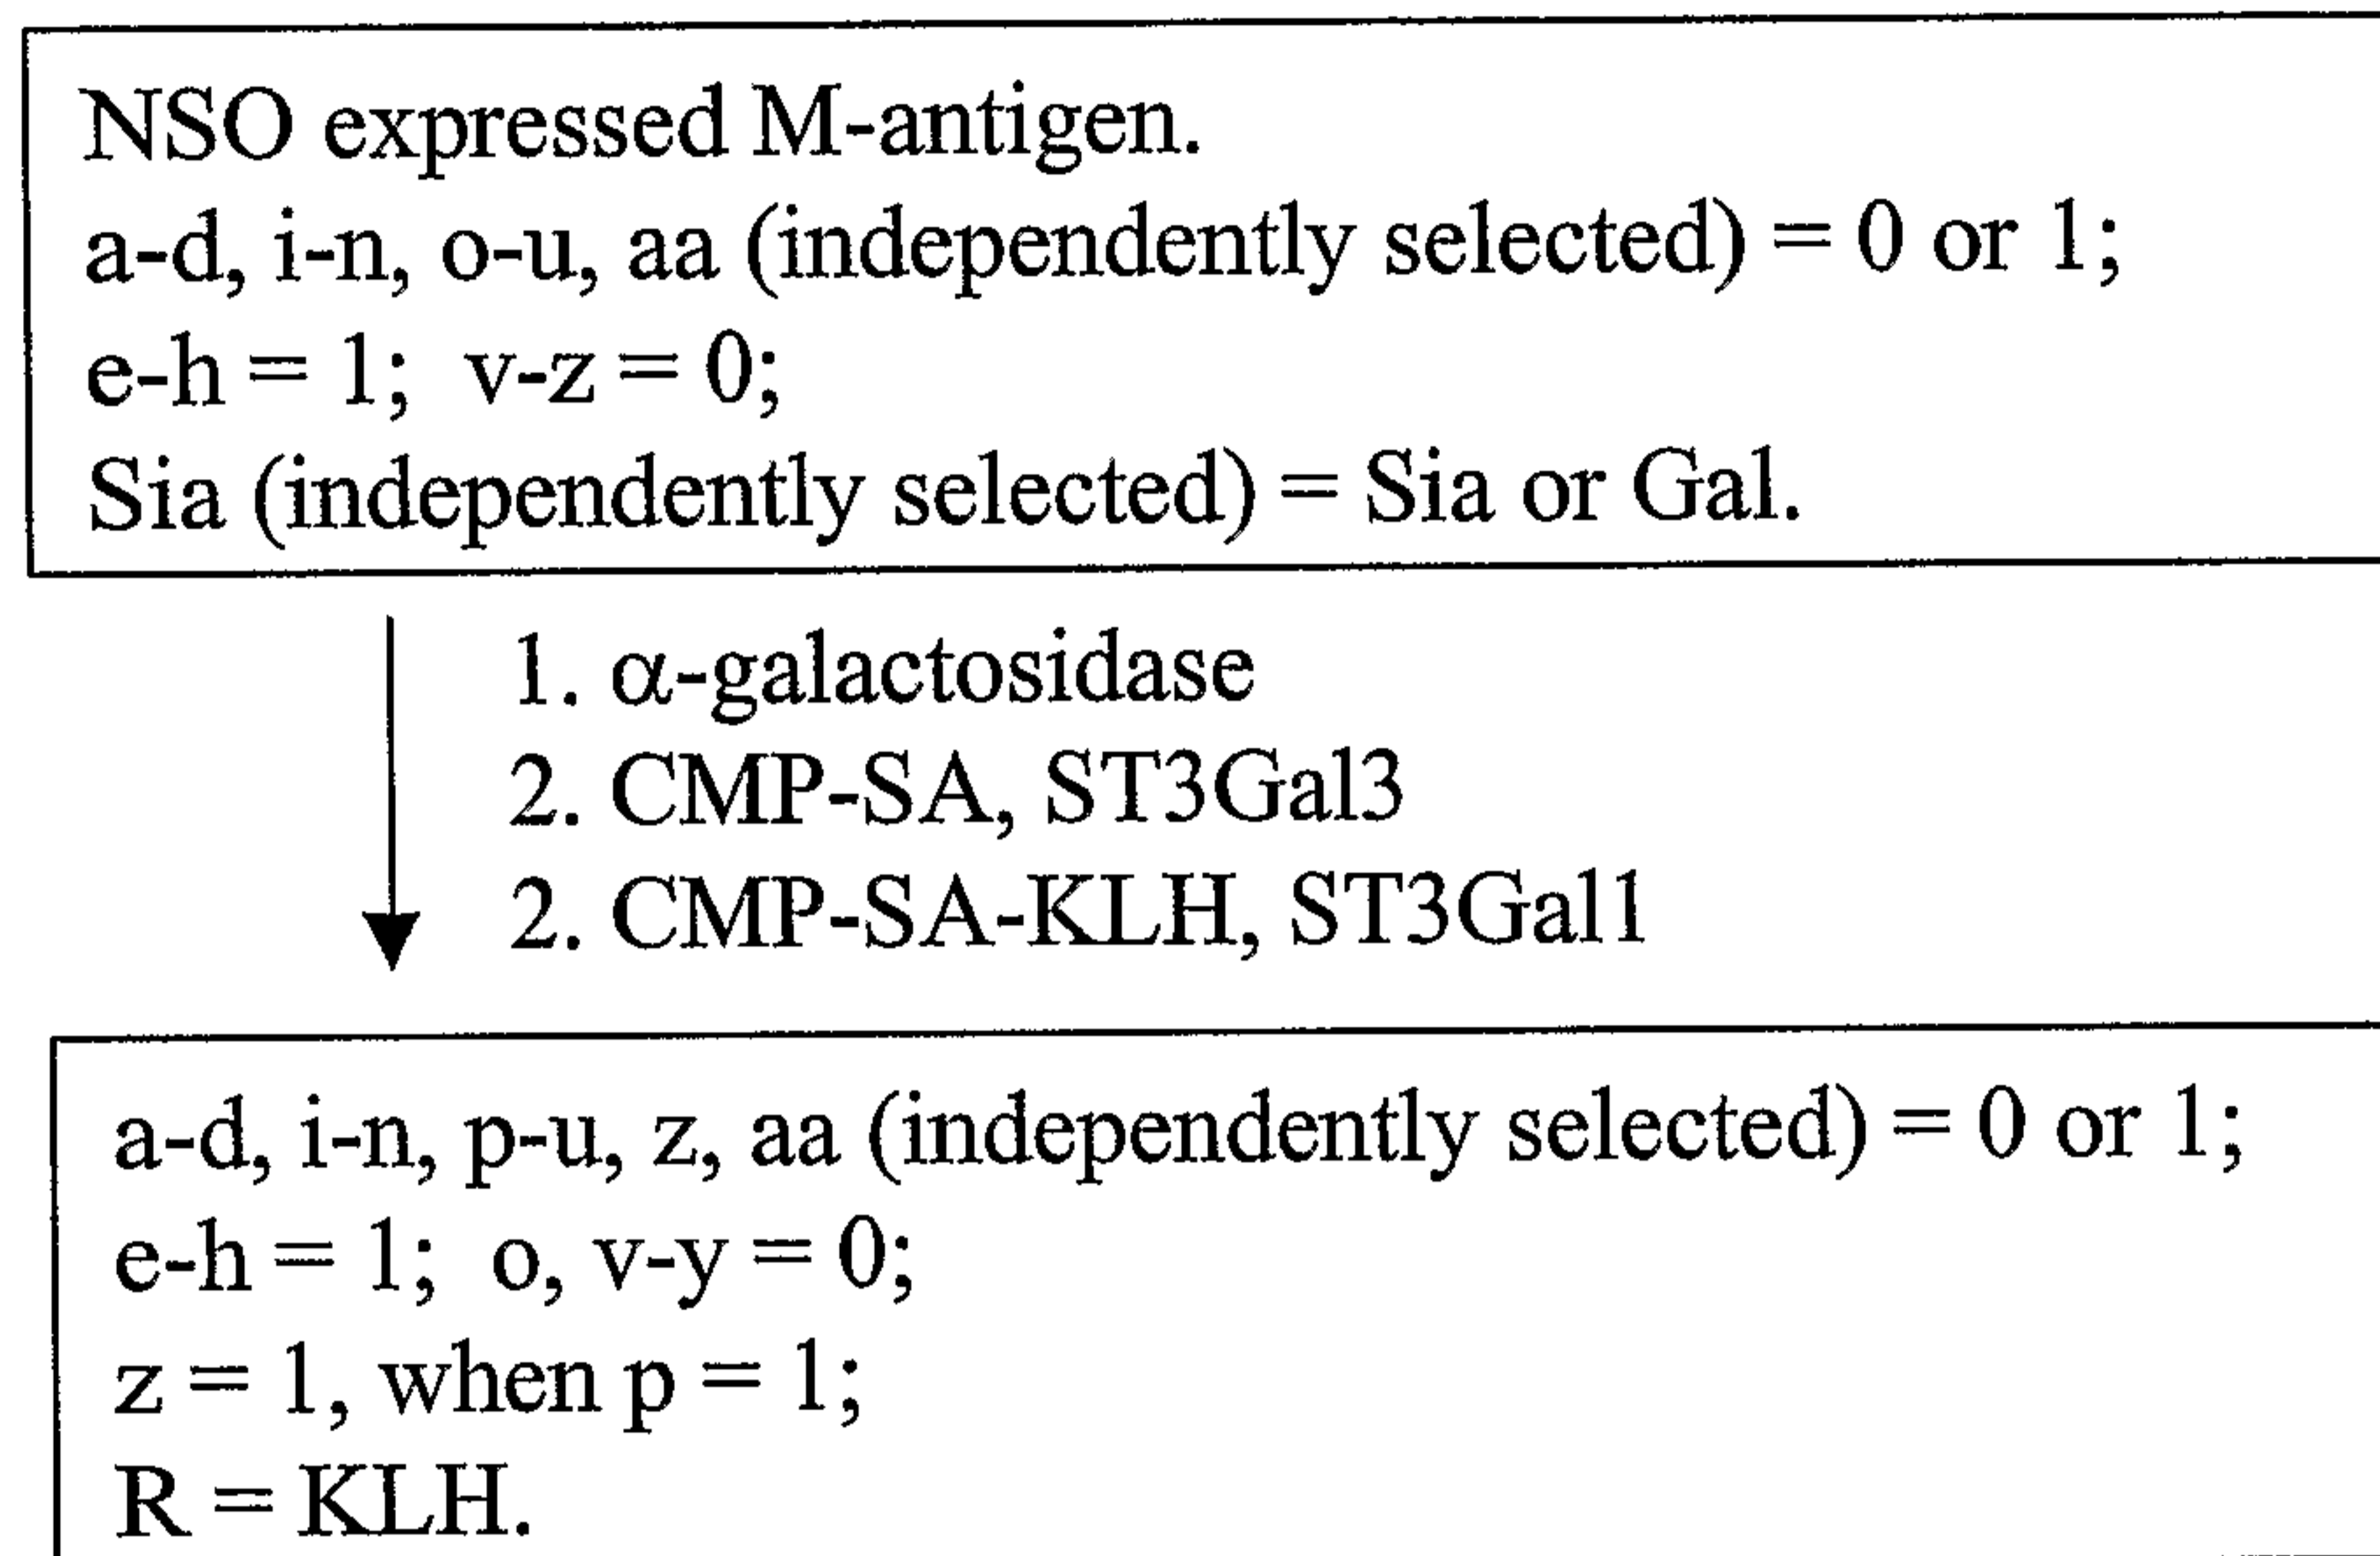 NSO expressed M-antigen.
a-d, i-n, o-u, aa (independently selected) = 0 or 1;
e-h = 1; v-z = 0;
Sia (independently selected) = Sia or Gal.
1. α-galactosidase
2. CMP-SA, ST3Gal3
2. CMP-SA-KLH, ST3Gal1
a-d, i-n, p-u, z, aa (independently selected) = 0 or 1;
e-h = 1; o, v-y = 0;
z = 1, when p = 1;
R = KLH.